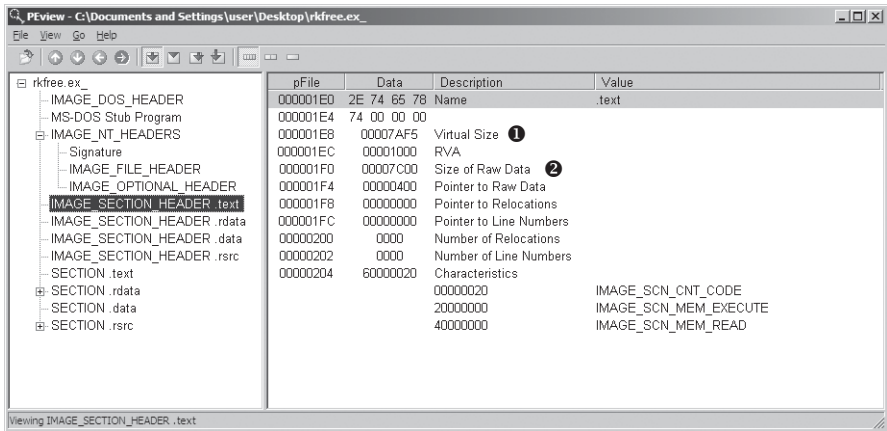 PEview - C:\Documents and Settings\user\Desktop\rkfree.ex_
File View Go Help
rkfree.ex_
IMAGE_DOS_HEADER
MS-DOS Stub Program
IMAGE_NT_HEADERS
Signature
IMAGE_FILE_HEADER
IMAGE_OPTIONAL_HEADER
IMAGE_SECTION_HEADER .text
IMAGE_SECTION_HEADER .rdata
IMAGE_SECTION_HEADER .data
IMAGE_SECTION_HEADER .rsrc
SECTION .text
SECTION .rdata
SECTION .data
SECTION .rsrc
pFile Data Description Value
000001E0 2E 74 65 78 Name .text
000001E4 74 00 00 00
000001E8 00007AF5 Virtual Size ❶
000001EC 00001000 RVA
000001F0 00007C00 Size of Raw Data ❷
000001F4 00000400 Pointer to Raw Data
000001F8 00000000 Pointer to Relocations
000001FC 00000000 Pointer to Line Numbers
00000200 0000 Number of Relocations
00000202 0000 Number of Line Numbers
00000204 60000020 Characteristics
00000020 IMAGE_SCN_CNT_CODE
20000000 IMAGE_SCN_MEM_EXECUTE
40000000 IMAGE_SCN_MEM_READ
Viewing IMAGE_SECTION_HEADER .text